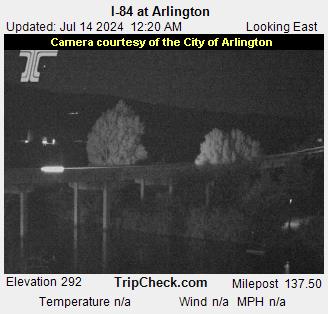 I-84 at Arlington
Updated: Jul 14 2024 12:20 AM Looking East
Camera courtesy of the City of Arlington
Elevation 292 TripCheck.com Milepost 137.50
Temperature n/a Wind n/a MPH n/a